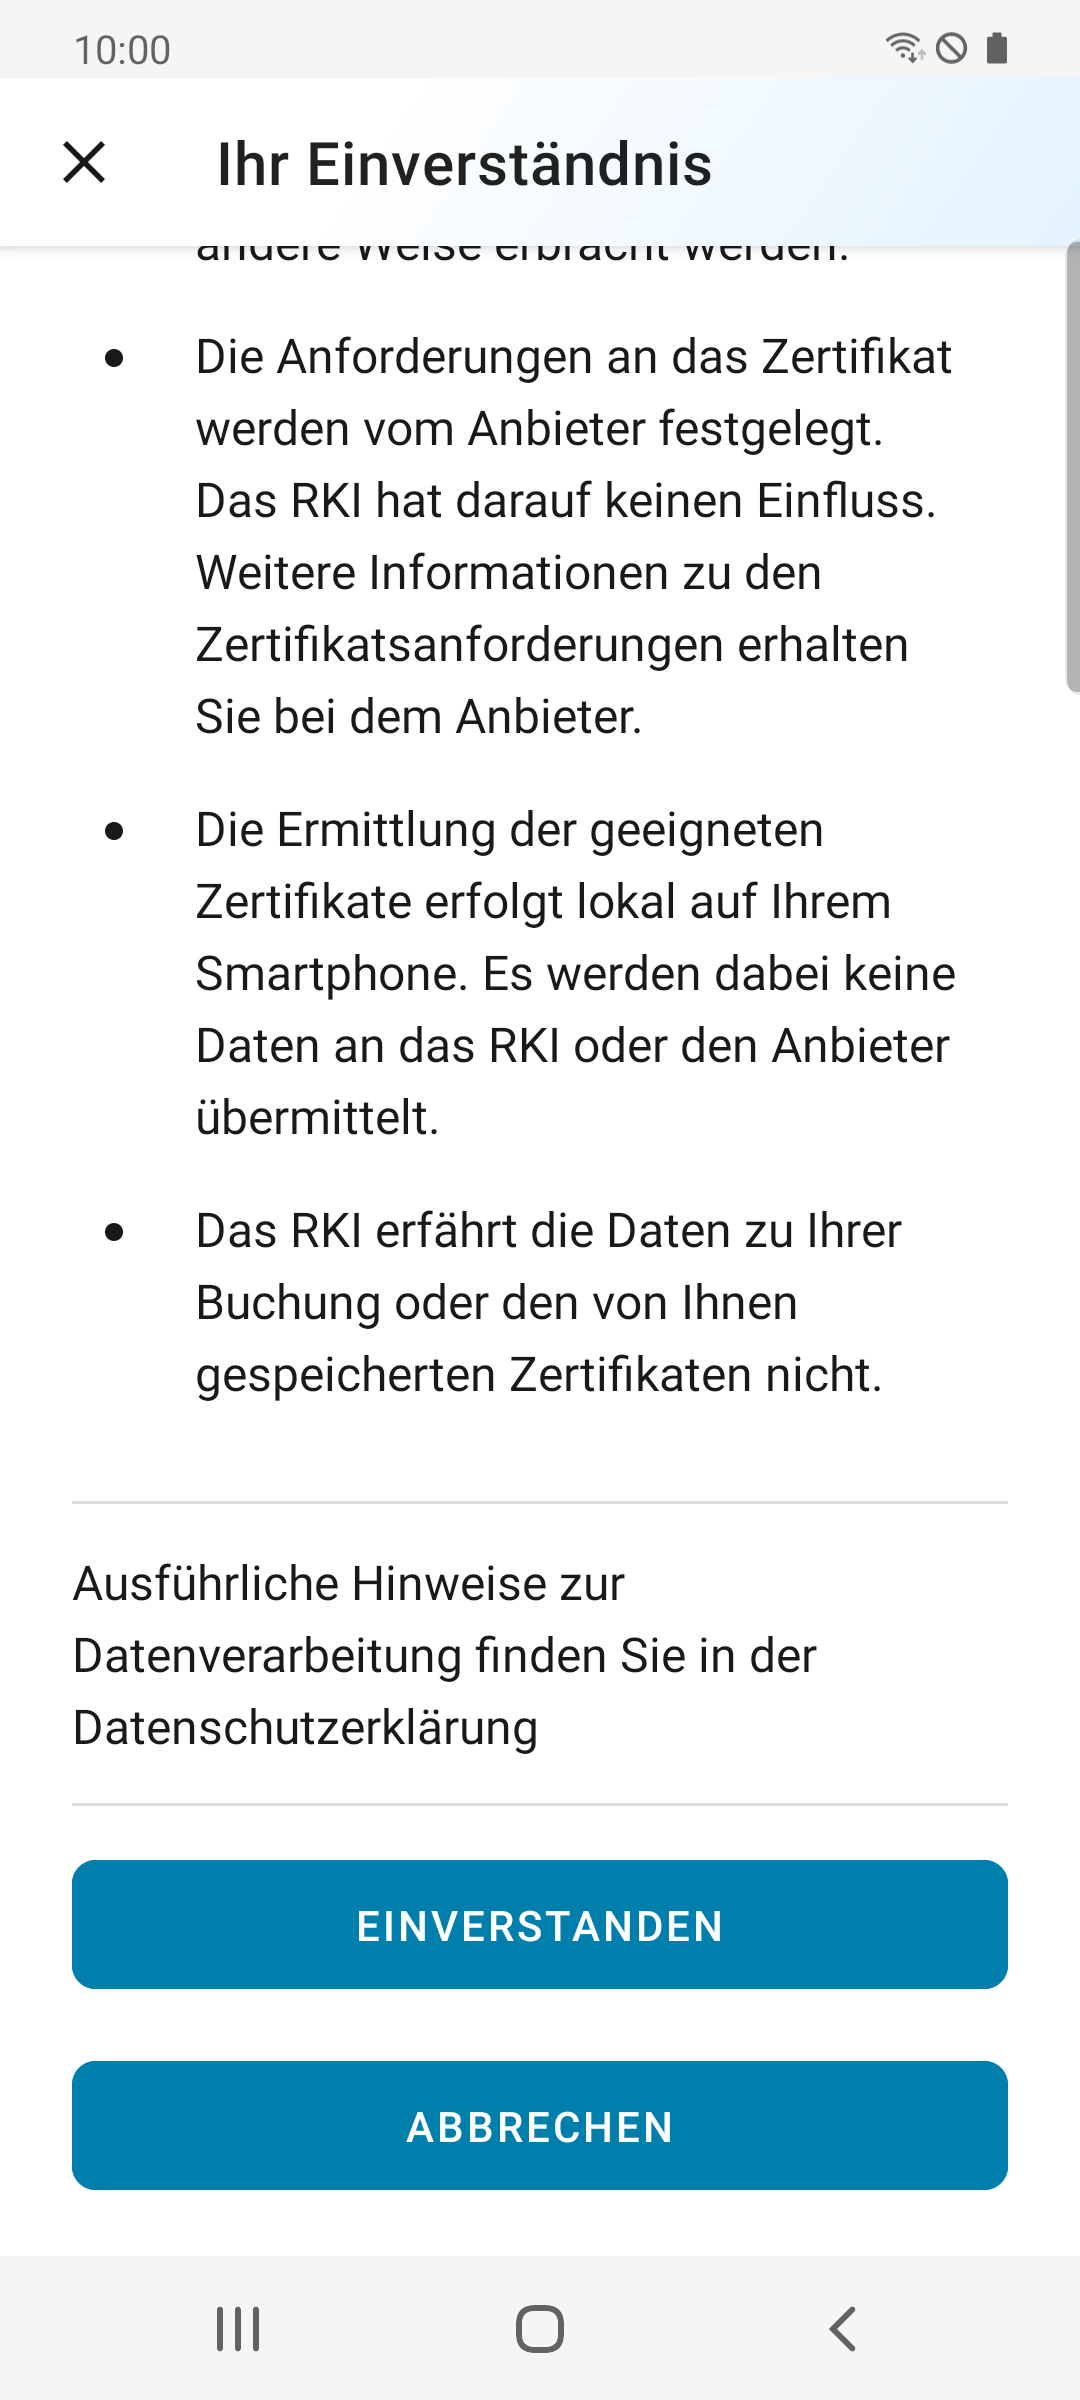 10:00
Ihr Einverständnis
andere Weise erbracht werden.
Die Anforderungen an das Zertifikat
werden vom Anbieter festgelegt.
Das RKI hat darauf keinen Einfluss.
Weitere Informationen zu den
Zertifikatsanforderungen erhalten
Sie bei dem Anbieter.
Die Ermittlung der geeigneten
Zertifikate erfolgt lokal auf Ihrem
Smartphone. Es werden dabei keine
Daten an das RKI oder den Anbieter
übermittelt.
Das RKI erfährt die Daten zu Ihrer
Buchung oder den von Ihnen
gespeicherten Zertifikaten nicht.
Ausführliche Hinweise zur
Datenverarbeitung finden Sie in der
Datenschutzerklärung
EINVERSTANDEN
ABBRECHEN